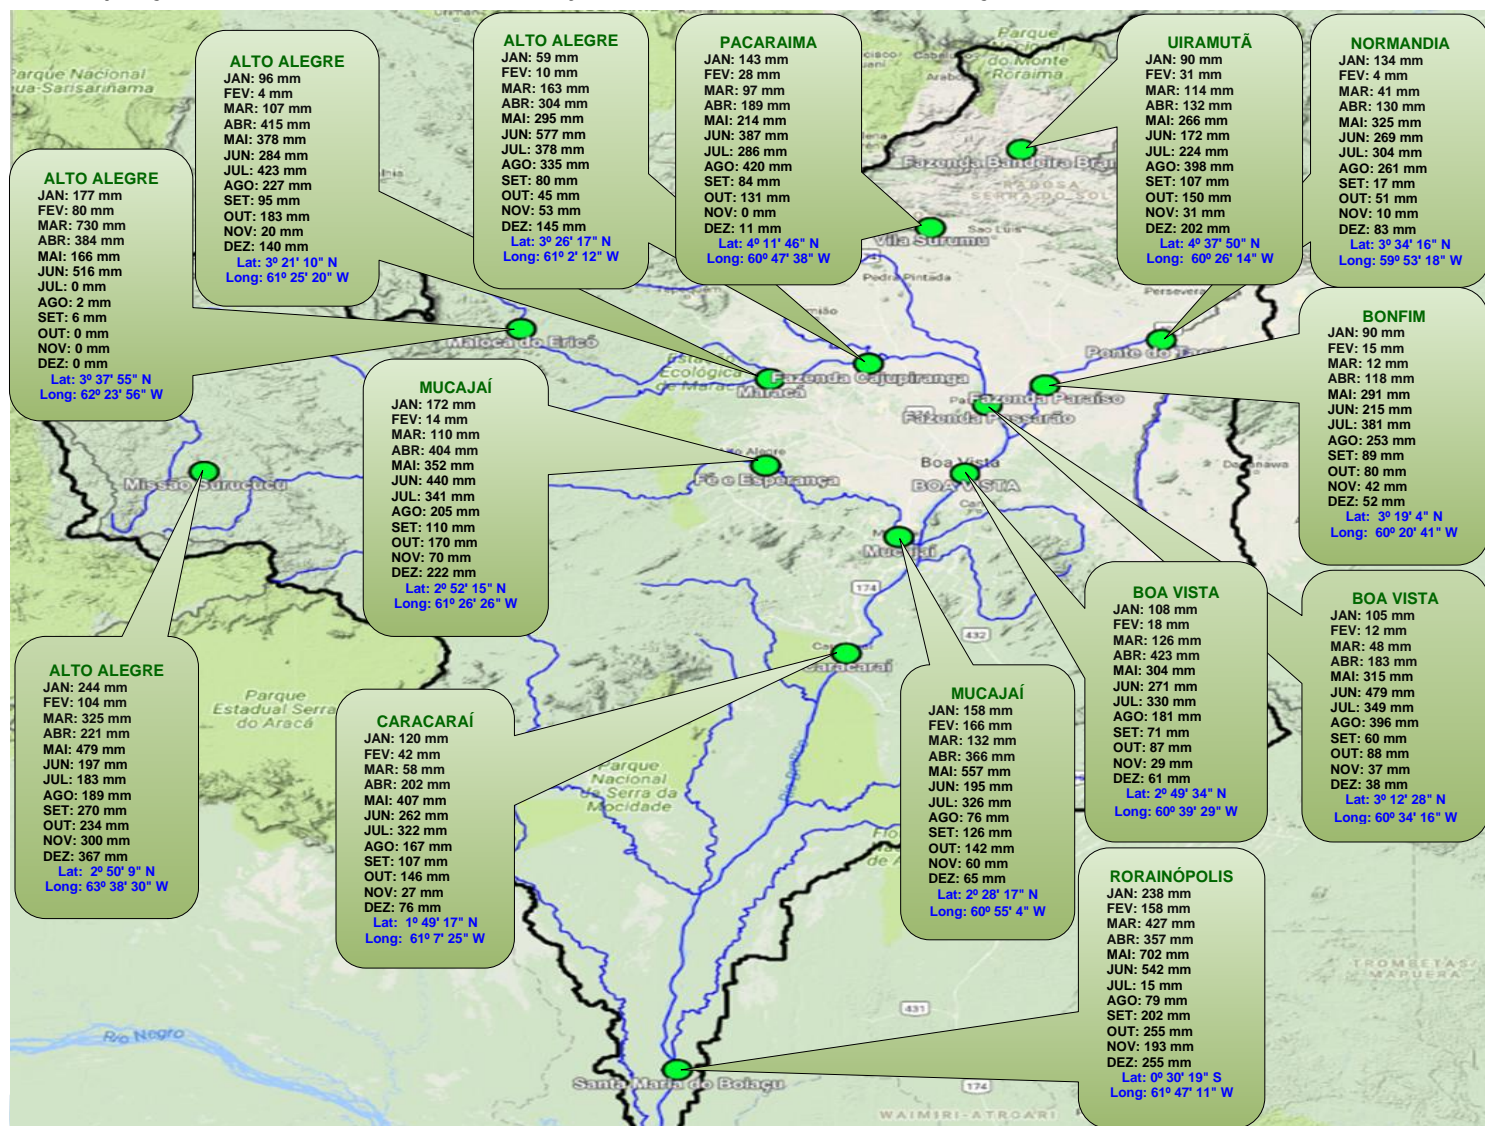 ALTO ALEGRE
JAN: 96 mm
FEV: 4 mm
MAR: 107 mm
ABR: 415 mm
MAI: 378 mm
JUN: 284 mm
JUL: 423 mm
AGO: 227 mm
SET: 95 mm
OUT: 183 mm
NOV: 20 mm
DEZ: 140 mm
Lat: 3º 21' 10" N
Long: 61º 25' 20" W
ALTO ALEGRE
JAN: 59 mm
FEV: 10 mm
MAR: 163 mm
ABR: 304 mm
MAI: 295 mm
JUN: 577 mm
JUL: 378 mm
AGO: 335 mm
SET: 80 mm
OUT: 45 mm
NOV: 53 mm
DEZ: 145 mm
Lat: 3º 26' 17" N
Long: 61º 2' 12" W
PACARAIMA
JAN: 143 mm
FEV: 28 mm
MAR: 97 mm
ABR: 189 mm
MAI: 214 mm
JUN: 387 mm
JUL: 286 mm
AGO: 420 mm
SET: 84 mm
OUT: 131 mm
NOV: 0 mm
DEZ: 11 mm
Lat: 4º 11' 46" N
Long: 60º 47' 38" W
UIRAMUTÃ
JAN: 90 mm
FEV: 31 mm
MAR: 114 mm
ABR: 132 mm
MAI: 266 mm
JUN: 172 mm
JUL: 224 mm
AGO: 398 mm
SET: 107 mm
OUT: 150 mm
NOV: 31 mm
DEZ: 202 mm
Lat: 4º 37' 50" N
Long: 60º 26' 14" W
NORMANDIA
JAN: 134 mm
FEV: 4 mm
MAR: 41 mm
ABR: 130 mm
MAI: 325 mm
JUN: 269 mm
JUL: 304 mm
AGO: 261 mm
SET: 17 mm
OUT: 51 mm
NOV: 10 mm
DEZ: 83 mm
Lat: 3º 34' 16" N
Long: 59º 53' 18" W
ALTO ALEGRE
JAN: 177 mm
FEV: 80 mm
MAR: 730 mm
ABR: 384 mm
MAI: 166 mm
JUN: 516 mm
JUL: 0 mm
AGO: 2 mm
SET: 6 mm
OUT: 0 mm
NOV: 0 mm
DEZ: 0 mm
Lat: 3º 37' 55" N
Long: 62º 23' 56" W
BONFIM
JAN: 90 mm
FEV: 15 mm
MAR: 12 mm
ABR: 118 mm
MAI: 291 mm
JUN: 215 mm
JUL: 381 mm
AGO: 253 mm
SET: 89 mm
OUT: 80 mm
NOV: 42 mm
DEZ: 52 mm
Lat: 3º 19' 4" N
Long: 60º 20' 41" W
MUCAJAÍ
JAN: 172 mm
FEV: 14 mm
MAR: 110 mm
ABR: 404 mm
MAI: 352 mm
JUN: 440 mm
JUL: 341 mm
AGO: 205 mm
SET: 110 mm
OUT: 170 mm
NOV: 70 mm
DEZ: 222 mm
Lat: 2º 52' 15" N
Long: 61º 26' 26" W
BOA VISTA
JAN: 108 mm
FEV: 18 mm
MAR: 126 mm
ABR: 423 mm
MAI: 304 mm
JUN: 271 mm
JUL: 330 mm
AGO: 181 mm
SET: 71 mm
OUT: 87 mm
NOV: 29 mm
DEZ: 61 mm
Lat: 2º 49' 34" N
Long: 60º 39' 29" W
BOA VISTA
JAN: 105 mm
FEV: 12 mm
MAR: 48 mm
ABR: 183 mm
MAI: 315 mm
JUN: 479 mm
JUL: 349 mm
AGO: 396 mm
SET: 60 mm
OUT: 88 mm
NOV: 37 mm
DEZ: 38 mm
Lat: 3º 12' 28" N
Long: 60º 34' 16" W
ALTO ALEGRE
JAN: 244 mm
FEV: 104 mm
MAR: 325 mm
ABR: 221 mm
MAI: 479 mm
JUN: 197 mm
JUL: 183 mm
AGO: 189 mm
SET: 270 mm
OUT: 234 mm
NOV: 300 mm
DEZ: 367 mm
Lat: 2º 50' 9" N
Long: 63º 38' 30" W
CARACARAÍ
JAN: 120 mm
FEV: 42 mm
MAR: 58 mm
ABR: 202 mm
MAI: 407 mm
JUN: 262 mm
JUL: 322 mm
AGO: 167 mm
SET: 107 mm
OUT: 146 mm
NOV: 27 mm
DEZ: 76 mm
Lat: 1º 49' 17" N
Long: 61º 7' 25" W
MUCAJAÍ
JAN: 158 mm
FEV: 166 mm
MAR: 132 mm
ABR: 366 mm
MAI: 557 mm
JUN: 195 mm
JUL: 326 mm
AGO: 76 mm
SET: 126 mm
OUT: 142 mm
NOV: 60 mm
DEZ: 65 mm
Lat: 2º 28' 17" N
Long: 60º 55' 4" W
RORAINÓPOLIS
JAN: 238 mm
FEV: 158 mm
MAR: 427 mm
ABR: 357 mm
MAI: 702 mm
JUN: 542 mm
JUL: 15 mm
AGO: 79 mm
SET: 202 mm
OUT: 255 mm
NOV: 193 mm
DEZ: 255 mm
Lat: 0º 30' 19" S
Long: 61º 47' 11" W
Parque Nacional
Parque
do Monte
Roraima
Fazenda Bandeira
Vila Surumu
Sao Luis
Maloca do Ericó
Ponte do
Ecológica
de Maracá
Maracá
Fazenda Cajupiranga
Fazenda Paraíso
Fazenda Passarão
Missão Surucucu
Fé e Esperança
Boa Vista
BOA VISTA
Mucajaí
174
432
Caracaraí
Parque
Estadual Serra
do Aracá
Parque
Nacional
da Serra da
Mocidade
Rio Branco
TROMBETAS/
MAPUERA
431
Rio Negro
Santa Maria do Boiaçu
174
WAIMIRI-ATROARI